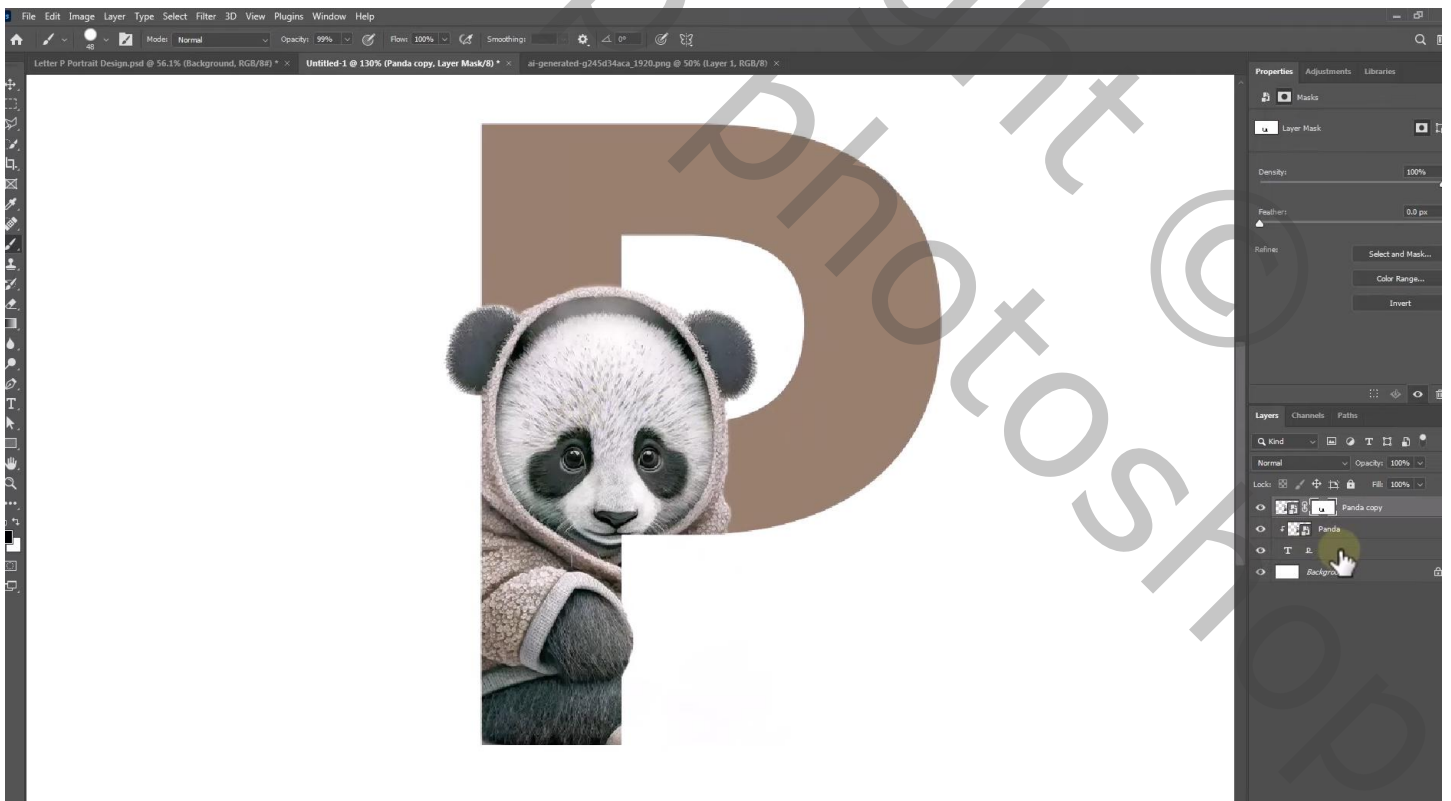 File Edit Image Layer Type Select Filter 3D View Plugins Window Help
48 Mode: Normal Opacity: 99% Flow: 100% Smoothing: 0°
Letter P Portrait Design.psd @ 56.1% (Background, RGB/8#) * × Untitled-1 @ 130% (Panda copy, Layer Mask/8) * × ai-generated-g245d34aca_1920.png @ 50% (Layer 1, RGB/8) ×
Properties Adjustments Libraries
Masks
Layer Mask
Density: 100%
Feather: 0.0 px
Refine: Select and Mask...
Color Range...
Invert
Layers Channels Paths
Kind
Normal Opacity: 100%
Lock: Fill: 100%
Panda copy
Panda
T P
P
photoshop